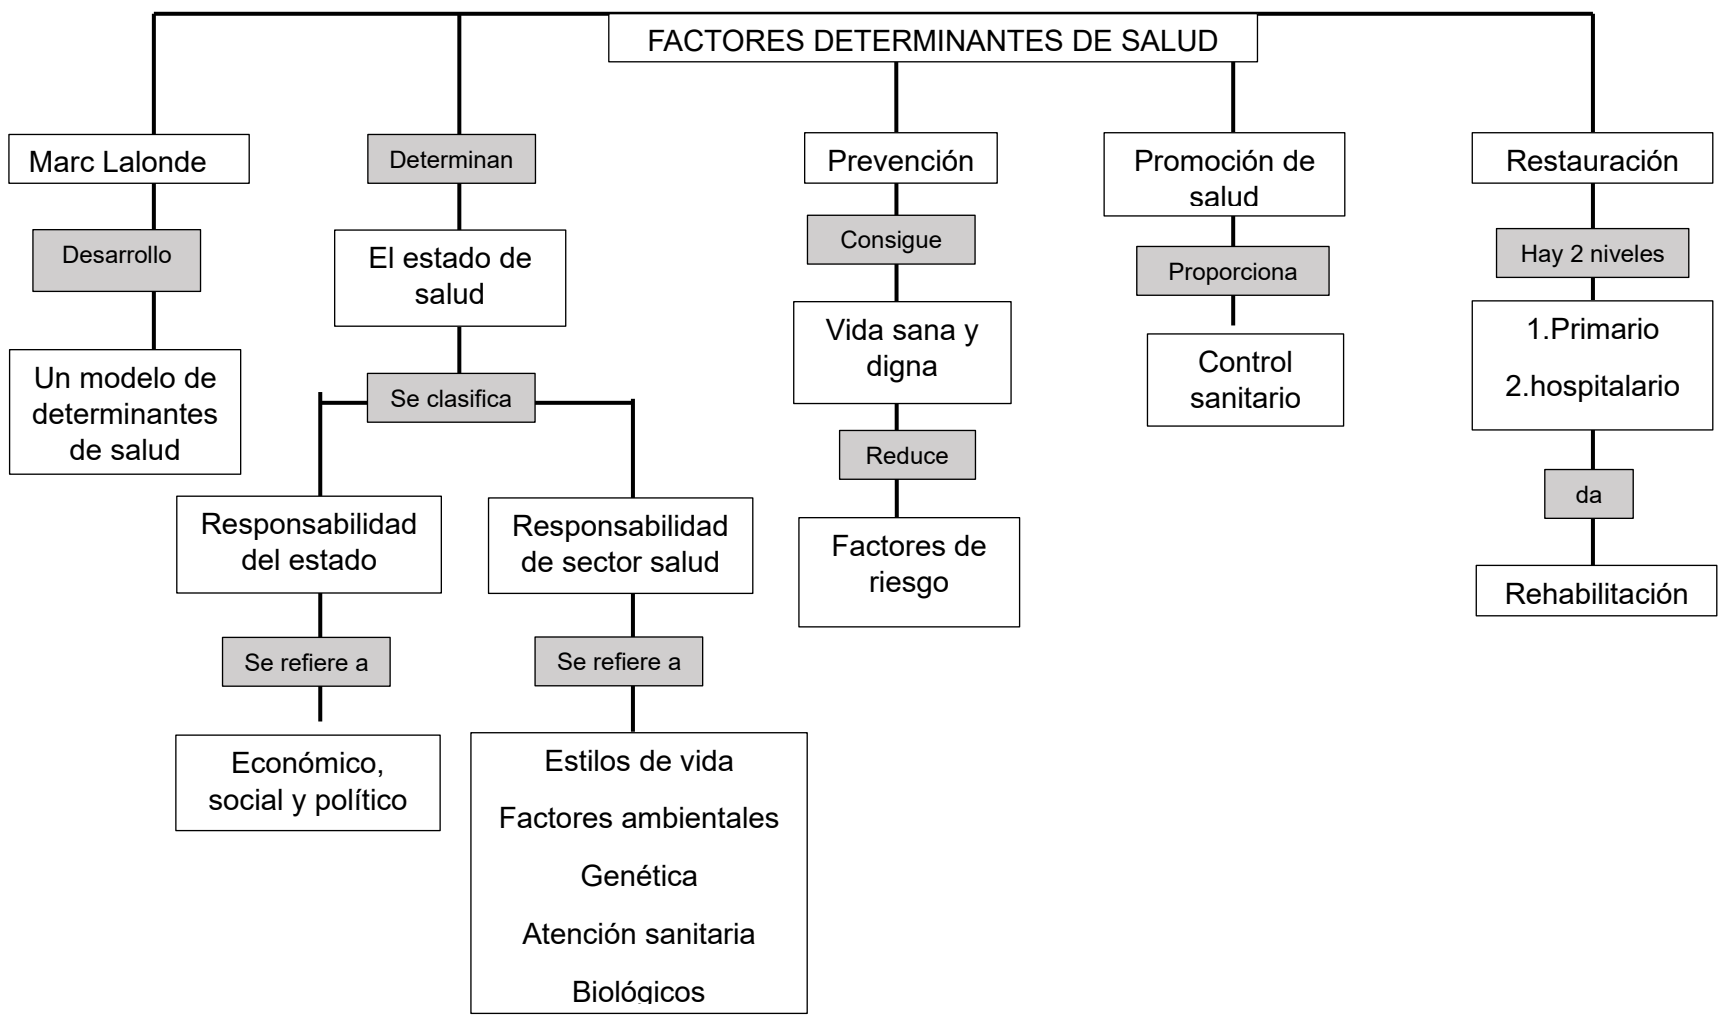 FACTORES DETERMINANTES DE SALUD
Marc Lalonde
Desarrollo
Un modelo de
determinantes
de salud
Determinan
El estado de
salud
Se clasifica
Responsabilidad
del estado
Se refiere a
Económico,
social y político
Responsabilidad
de sector salud
Se refiere a
Estilos de vida
Factores ambientales
Genética
Atención sanitaria
Biológicos
Prevención
Consigue
Vida sana y
digna
Reduce
Factores de
riesgo
Promoción de
salud
Proporciona
Control
sanitario
Restauración
Hay 2 niveles
1.Primario
2.hospitalario
da
Rehabilitación